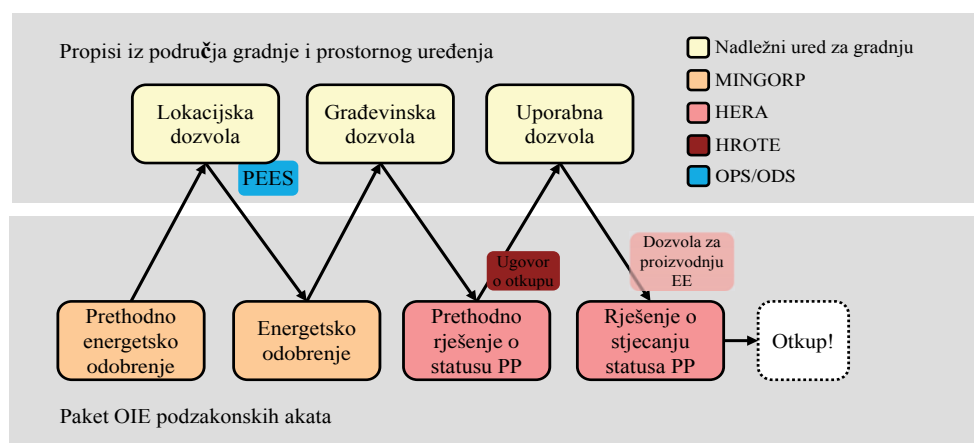 Propisi iz područja gradnje i prostornog uređenja
Nadležni ured za gradnju
MINGORP
HERA
HROTE
OPS/ODS
Lokacijska
dozvola
Građevinska
dozvola
Uporabna
dozvola
PEES
Ugovor
o otkupu
Dozvola za
proizvodnju
EE
Prethodno
energetsko
odobrenje
Energetsko
odobrenje
Prethodno
rješenje o
statusu PP
Rješenje o
stjecanju
statusa PP
Otkup!
Paket OIE podzakonskih akata